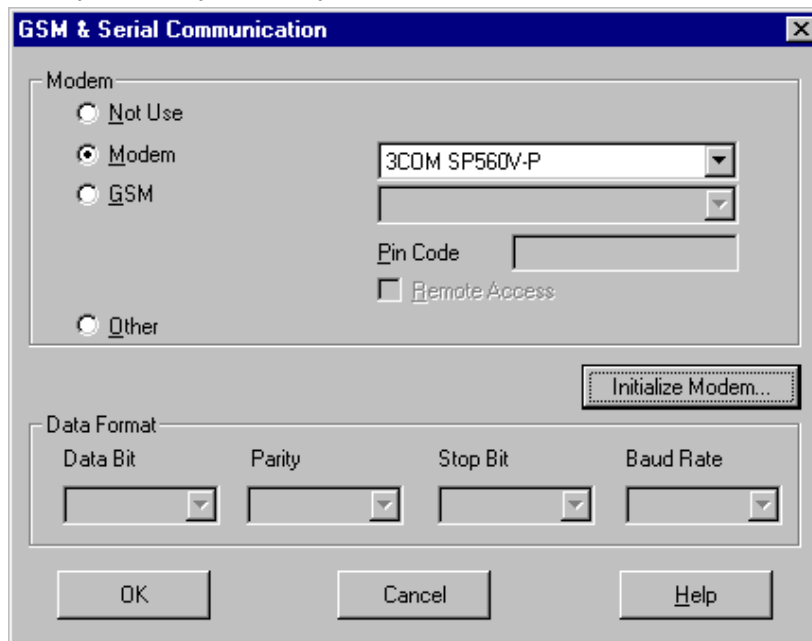 GSM & Serial Communication
Modem
Not Use
Modem 3COM SP560V-P
GSM
Pin Code
Remote Access
Other
Initialize Modem...
Data Format
Data Bit Parity Stop Bit Baud Rate
OK Cancel Help